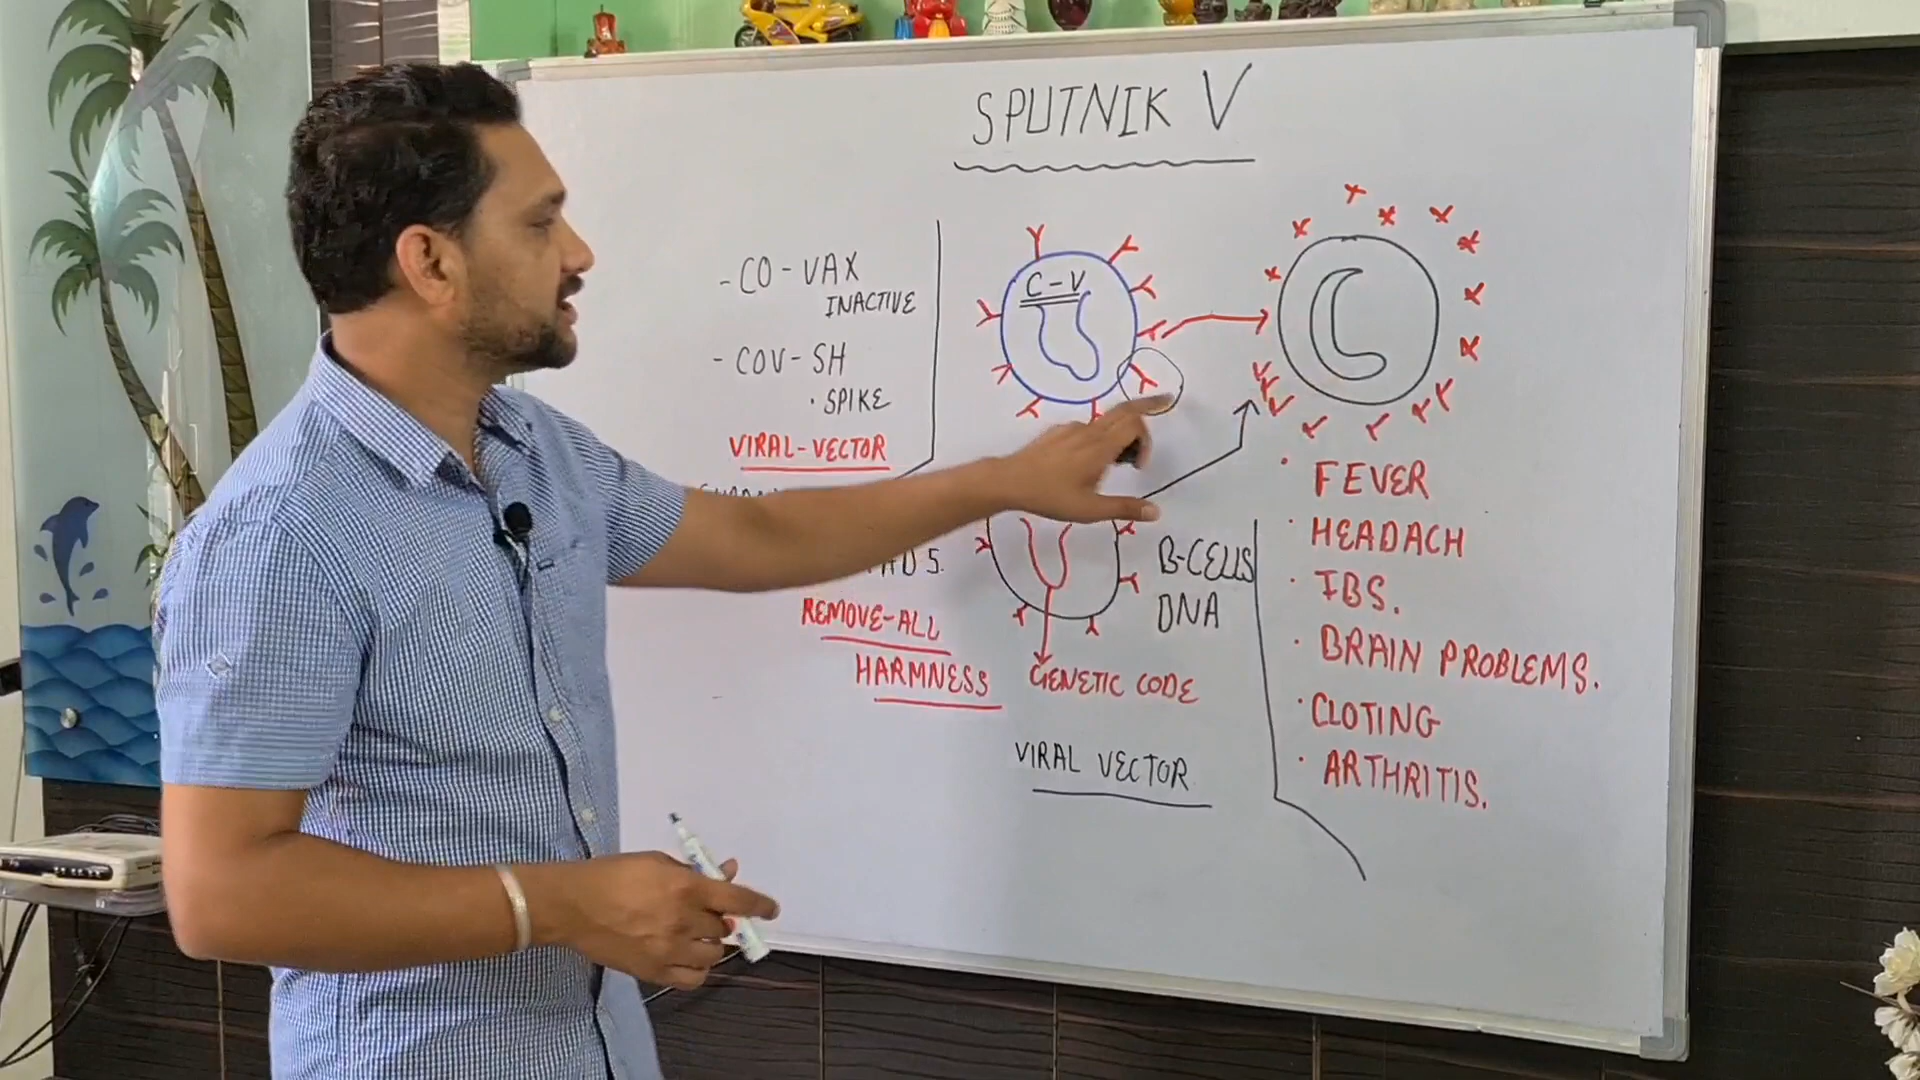 SPUTNIK V
- CO-VAX
INACTIVE
- COV-SH
· SPIKE
VIRAL-VECTOR
REMOVE-ALL
HARMNESS
C-V
B-CELLS
DNA
GENETIC CODE
VIRAL VECTOR
· FEVER
· HEADACH
· IBS.
· BRAIN PROBLEMS.
· CLOTING
· ARTHRITIS.